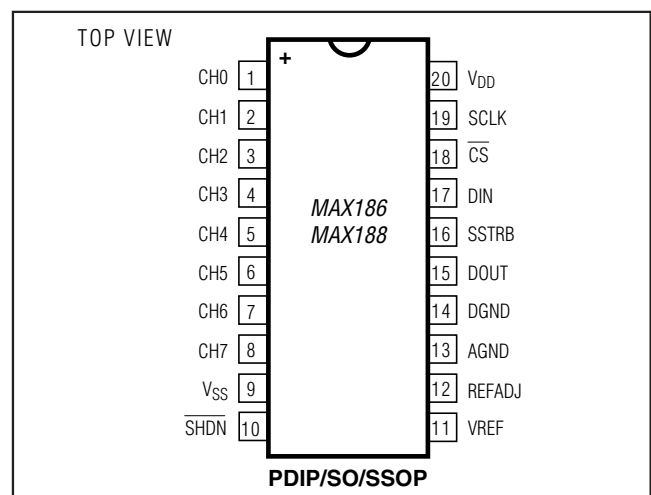 TOP VIEW
+
CH0 1 20 VDD
CH1 2 19 SCLK
CH2 3 18 C̅S̅
CH3 4 17 DIN
CH4 5 16 SSTRB
CH5 6 15 DOUT
CH6 7 14 DGND
CH7 8 13 AGND
VSS 9 12 REFADJ
S̅H̅D̅N̅ 10 11 VREF
MAX186
MAX188
PDIP/SO/SSOP